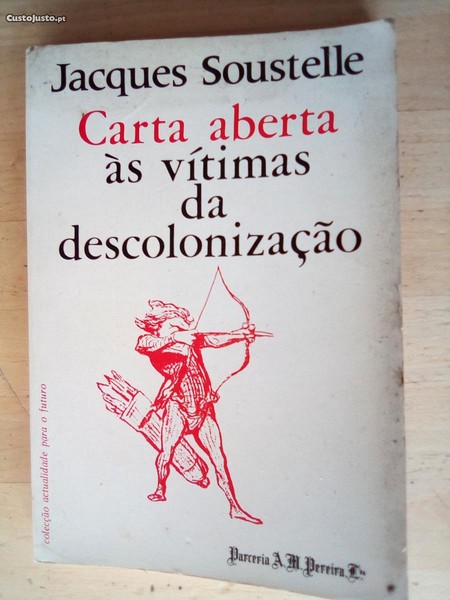 CustoJusto.pt
Jacques Soustelle
Carta aberta
às vítimas
da
descolonização
colecção actualidade para o futuro
Parceria A. M. Pereira, L.da